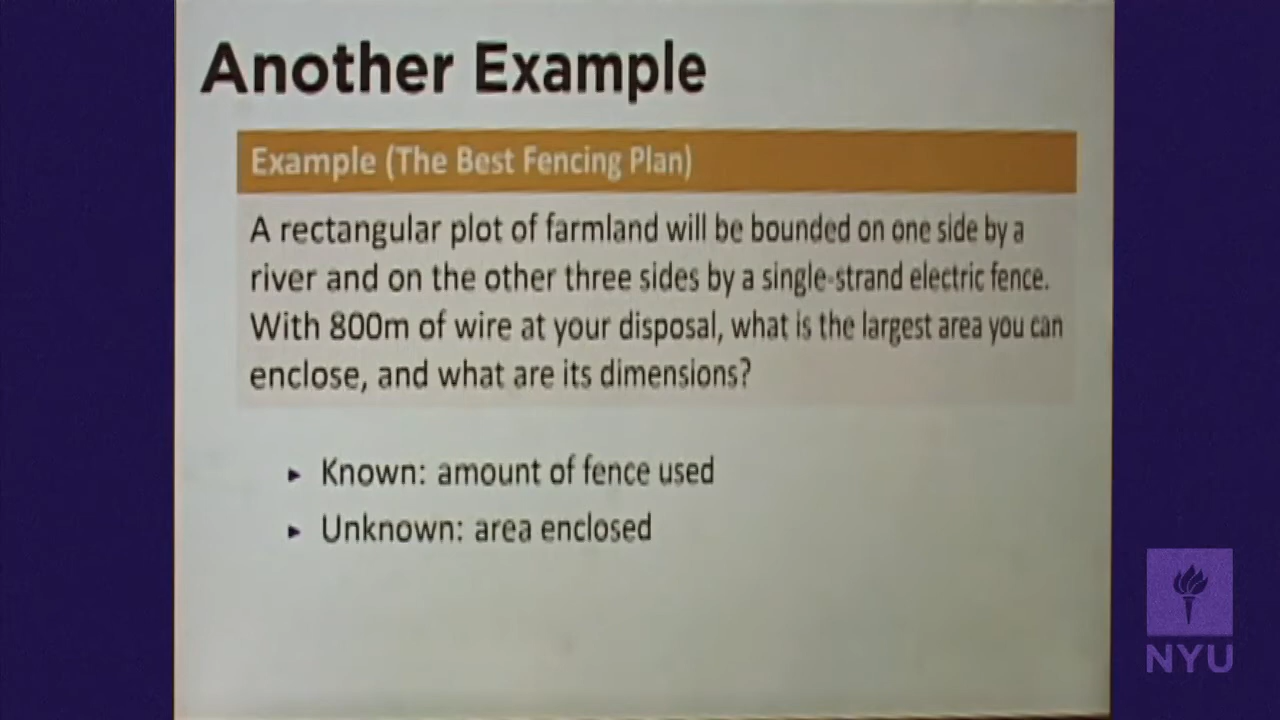 Another Example
Example (The Best Fencing Plan)
A rectangular plot of farmland will be bounded on one side by a
river and on the other three sides by a single-strand electric fence.
With 800m of wire at your disposal, what is the largest area you can
enclose, and what are its dimensions?
► Known: amount of fence used
► Unknown: area enclosed
NYU